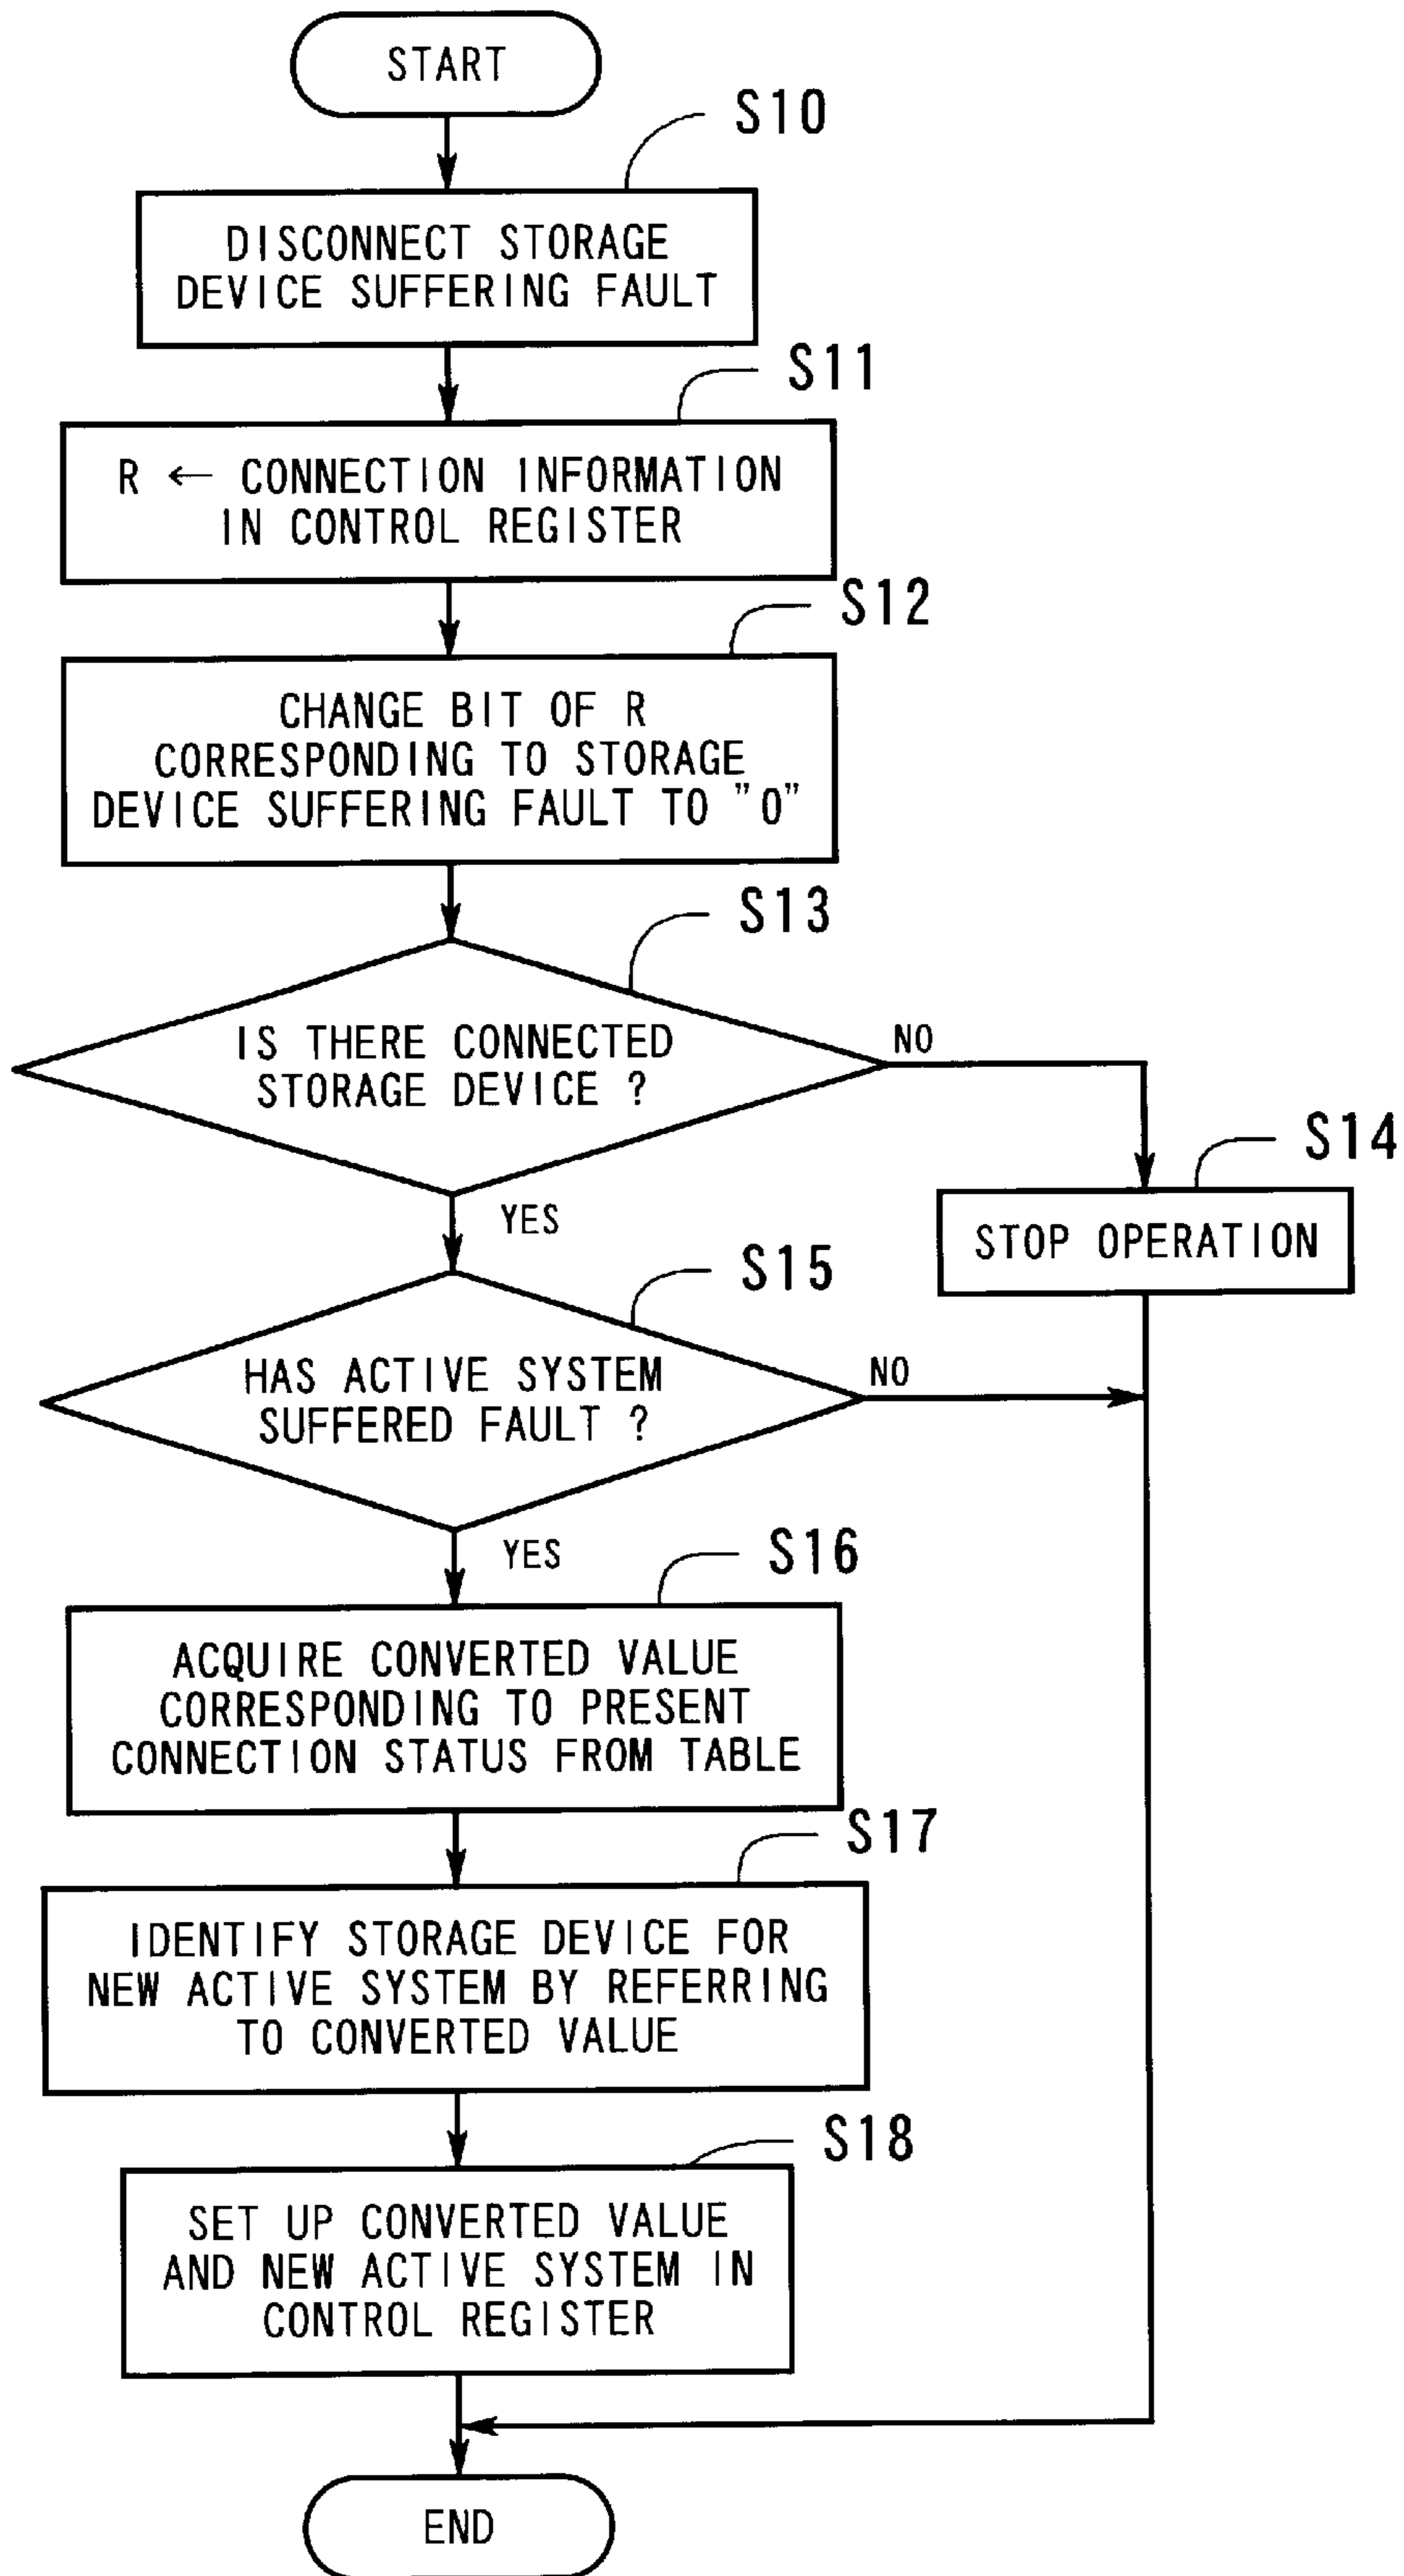 START
S10
DISCONNECT STORAGE
DEVICE SUFFERING FAULT
S11
R ← CONNECTION INFORMATION
IN CONTROL REGISTER
S12
CHANGE BIT OF R
CORRESPONDING TO STORAGE
DEVICE SUFFERING FAULT TO "0"
S13
IS THERE CONNECTED
STORAGE DEVICE ?
NO
YES
S14
STOP OPERATION
S15
HAS ACTIVE SYSTEM
SUFFERED FAULT ?
NO
YES
S16
ACQUIRE CONVERTED VALUE
CORRESPONDING TO PRESENT
CONNECTION STATUS FROM TABLE
S17
IDENTIFY STORAGE DEVICE FOR
NEW ACTIVE SYSTEM BY REFERRING
TO CONVERTED VALUE
S18
SET UP CONVERTED VALUE
AND NEW ACTIVE SYSTEM IN
CONTROL REGISTER
END